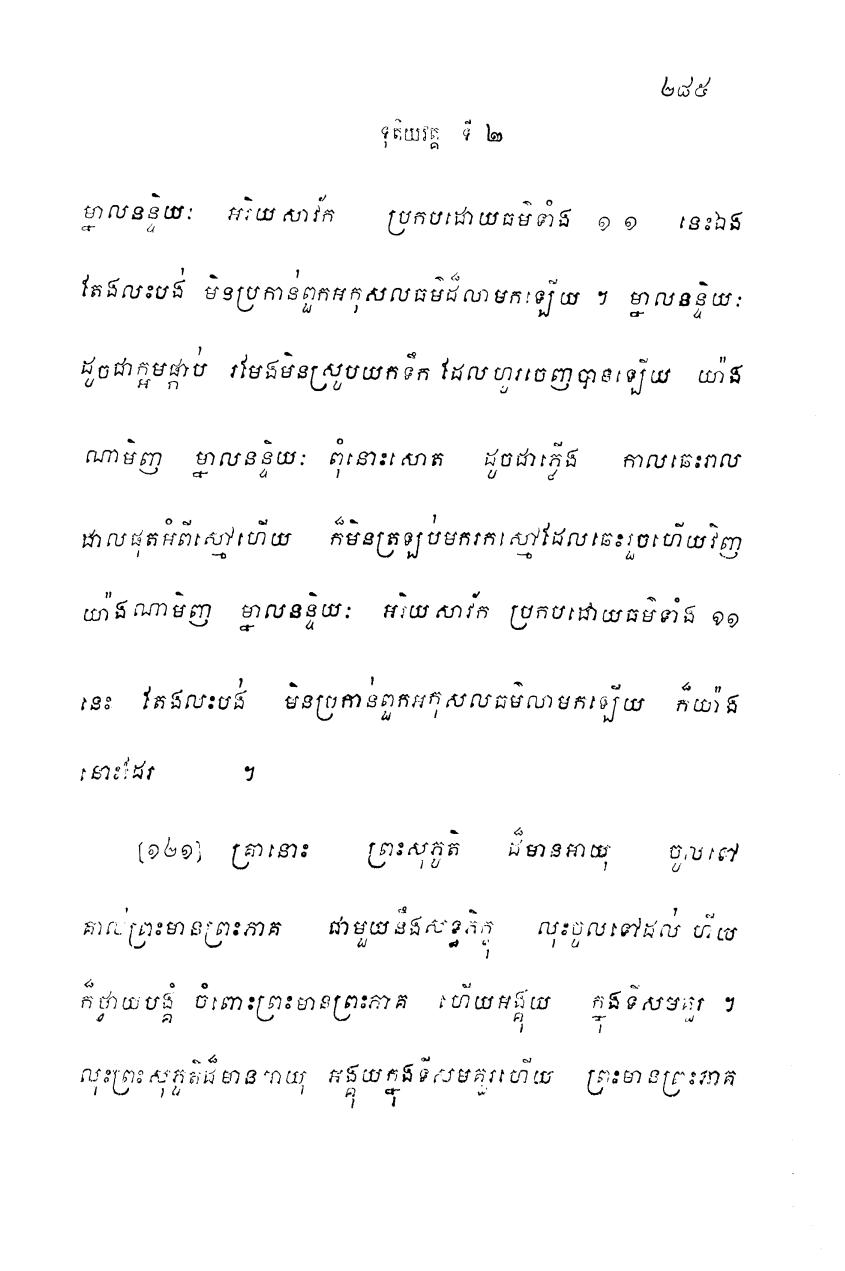 ២៨៥
ទុតិយវគ្គ ទី ២
ម្នាលនន្ទិយៈ អរិយសាវ័ក ប្រកបដោយធម៌ទាំង ១១ នេះឯង
តែងលះបង់ មិនប្រកាន់ពួកអកុសលធម៌ដ៏លាមកឡើយ ។ ម្នាលនន្ទិយៈ
ដូចជាក្អមផ្កាប់ រមែងមិនស្រូបយកទឹក ដែលហូរចេញបានឡើយ យ៉ាង
ណាមិញ ម្នាលនន្ទិយៈ ពុំនោះសោត ដូចជាភ្លើង កាលឆេះរាល
ដាលផុតអំពីស្មៅហើយ ក៏មិនត្រឡប់មករកស្មៅដែលឆេះរួចហើយវិញ
យ៉ាងណាមិញ ម្នាលនន្ទិយៈ អរិយសាវ័ក ប្រកបដោយធម៌ទាំង ១១
នេះ តែងលះបង់ មិនប្រកាន់ពួកអកុសលធម៌លាមកឡើយ ក៏យ៉ាង
នោះដែរ ។
[១៤១] គ្រានោះ ព្រះសុភូតិ ដ៏មានអាយុ ចូលទៅ
គាល់ព្រះមានព្រះភាគ ជាមួយនឹងសទ្ធភិក្ខុ លុះចូលទៅដល់ ហើយ
ក៏ថ្វាយបង្គំ ចំពោះព្រះមានព្រះភាគ ហើយអង្គុយ ក្នុងទីសមគួរ ។
លុះព្រះសុភូតិដ៏មានអាយុ អង្គុយក្នុងទីសមគួរហើយ ព្រះមានព្រះភាគ